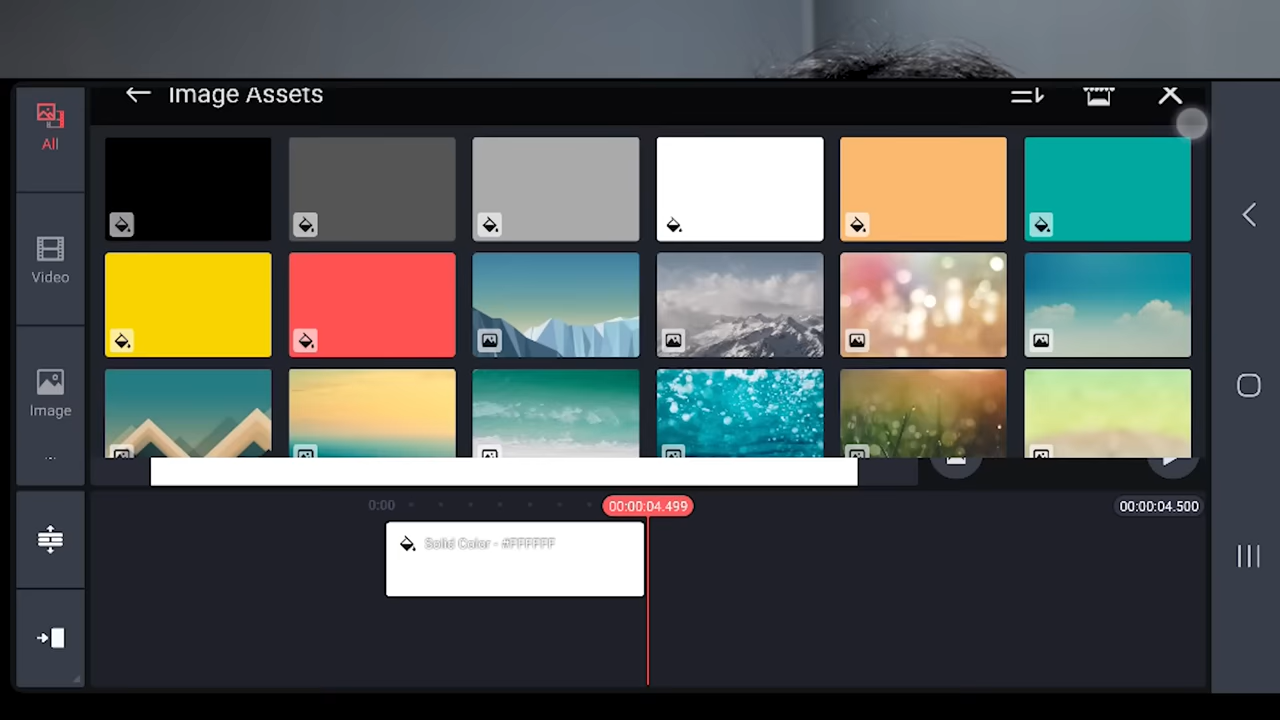 Image Assets
All
Video
Image
0:00
00:00:04.499
00:00:04.500
Solid Color - #FFFFFF